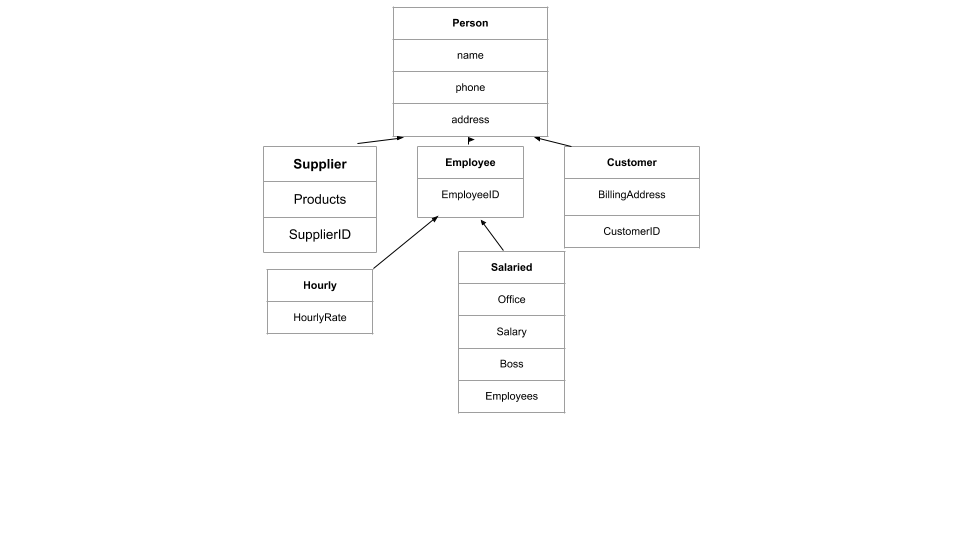 Person
name
phone
address
Supplier
Products
SupplierID
Employee
EmployeeID
Customer
BillingAddress
CustomerID
Hourly
HourlyRate
Salaried
Office
Salary
Boss
Employees